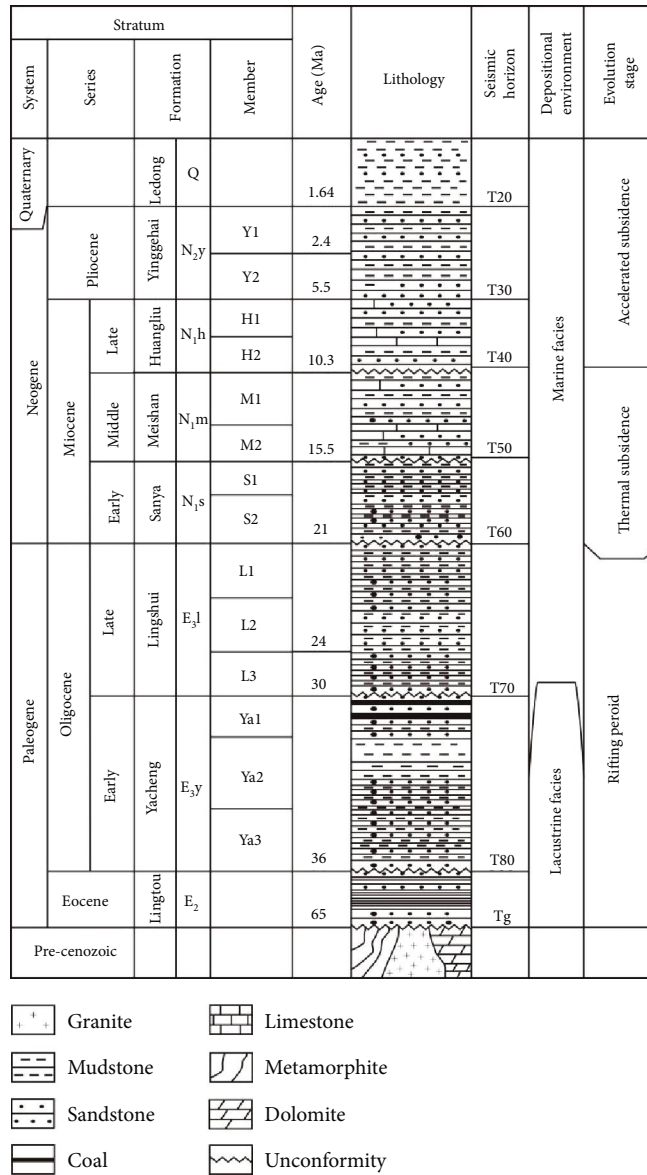 Stratum
System
Series
Formation
Member
Age (Ma)
Lithology
Seismic
horizon
Depositional
environment
Evolution
stage
Quaternary
Ledong
Q
1.64
T20
Neogene
Pliocene
Yinggehai
N₂y
Y1
2.4
Y2
5.5
T30
Miocene
Late
Huangliu
N₁h
H1
H2
10.3
T40
Middle
Meishan
N₁m
M1
M2
15.5
T50
Early
Sanya
N₁s
S1
S2
21
T60
Paleogene
Oligocene
Late
Lingshui
E₃l
L1
L2
24
L3
30
T70
Early
Yacheng
E₃y
Ya1
Ya2
Ya3
36
T80
Eocene
Lingtou
E₂
65
Tg
Pre-cenozoic
Marine facies
Lacustrine facies
Accelerated subsidence
Thermal subsidence
Rifting peroid
Granite
Limestone
Mudstone
Metamorphite
Sandstone
Dolomite
Coal
Unconformity